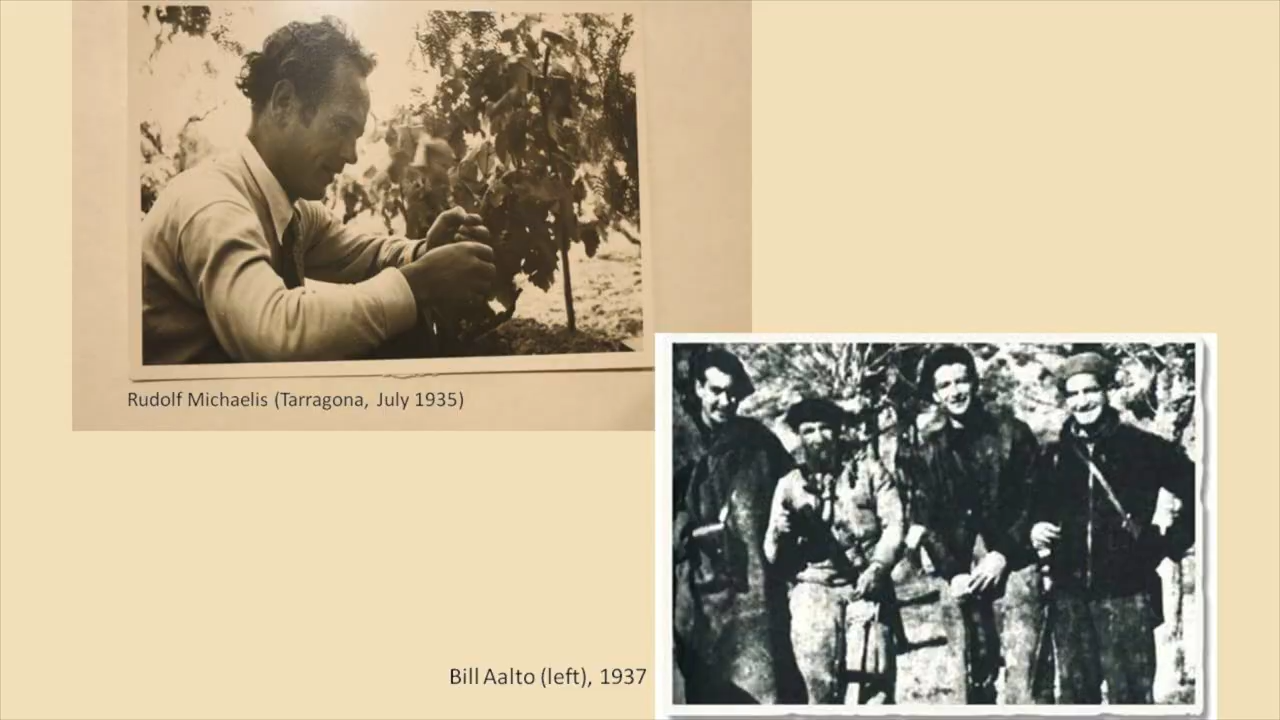 Rudolf Michaelis (Tarragona, July 1935)
Bill Aalto (left), 1937